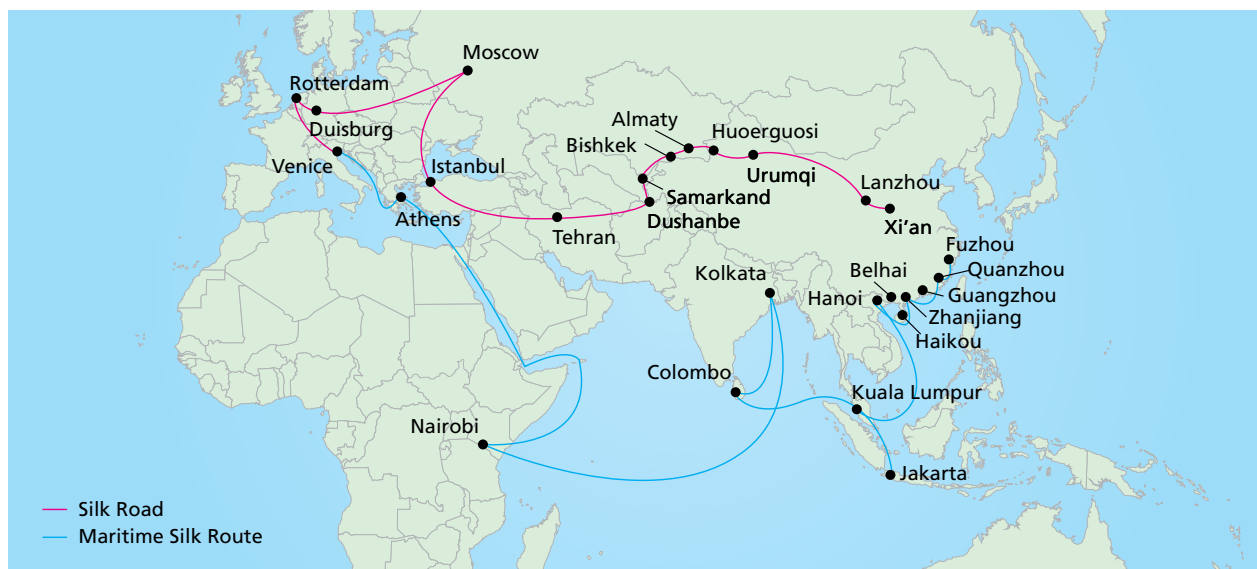 Moscow
Rotterdam
Duisburg
Venice
Istanbul
Athens
Tehran
Almaty
Bishkek
Huoerguosi
Urumqi
Samarkand
Dushanbe
Lanzhou
Xi'an
Fuzhou
Quanzhou
Guangzhou
Zhanjiang
Haikou
Belhai
Hanoi
Kolkata
Colombo
Kuala Lumpur
Nairobi
Jakarta
Silk Road
Maritime Silk Route